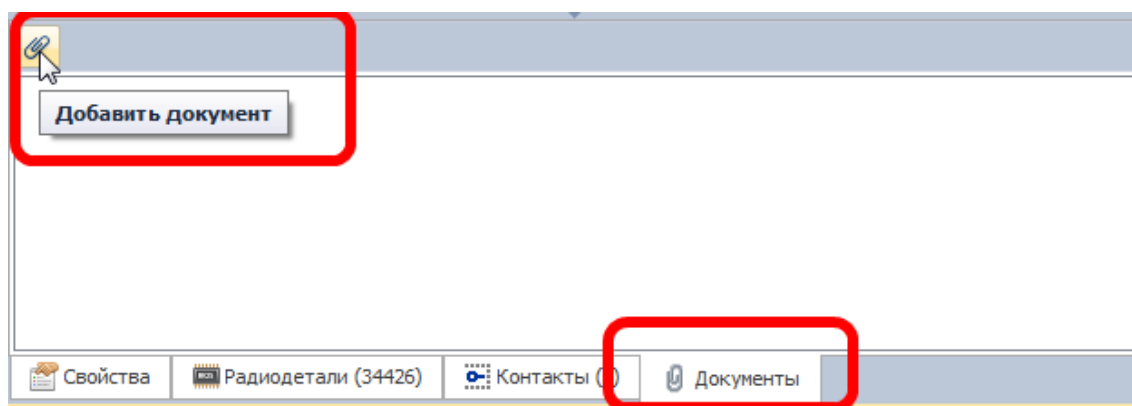 Добавить документ
Свойства Радиодетали (34426) Контакты ( ) Документы